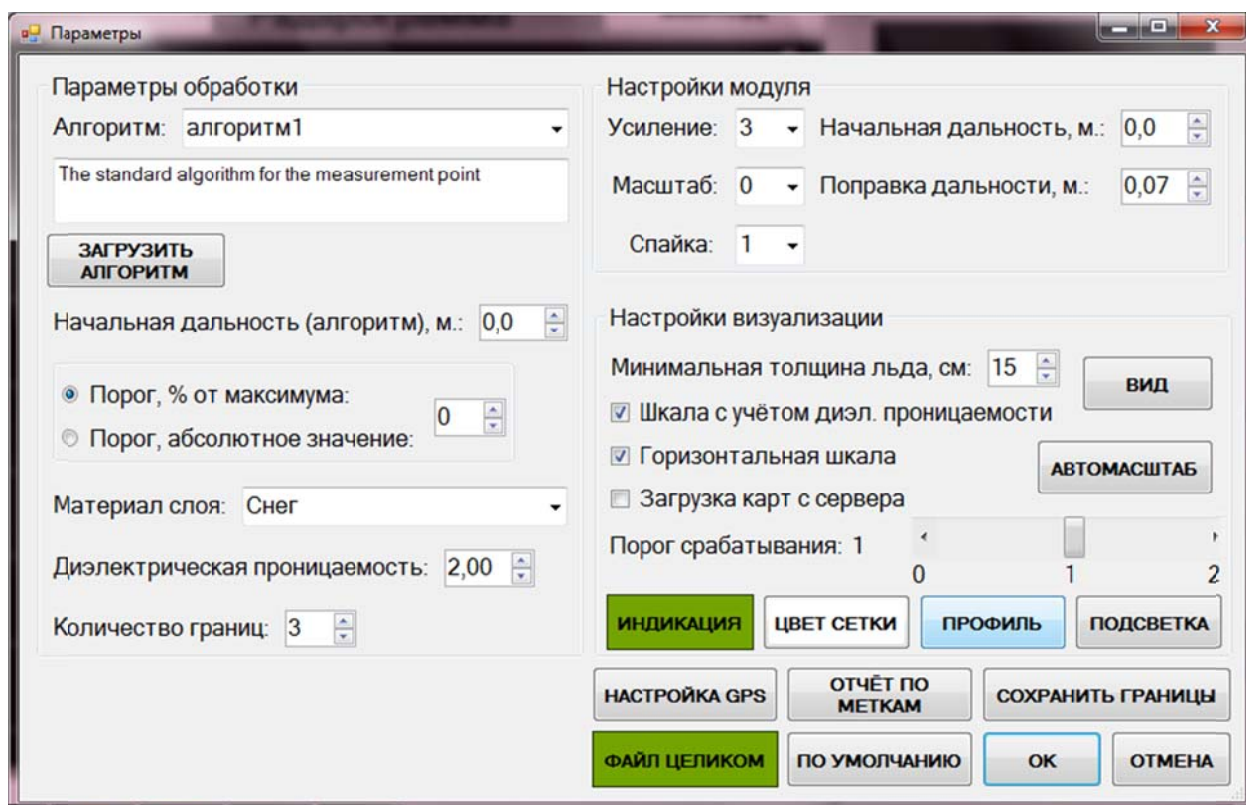 Параметры
Параметры обработки
Алгоритм: алгоритм1
The standard algorithm for the measurement point
ЗАГРУЗИТЬ
АЛГОРИТМ
Начальная дальность (алгоритм), м.: 0,0
Порог, % от максимума:
0
Порог, абсолютное значение:
Материал слоя: Снег
Диэлектрическая проницаемость: 2,00
Количество границ: 3
Настройки модуля
Усиление: 3 Начальная дальность, м.: 0,0
Масштаб: 0 Поправка дальности, м.: 0,07
Спайка: 1
Настройки визуализации
Минимальная толщина льда, см: 15
ВИД
Шкала с учётом диэл. проницаемости
Горизонтальная шкала
АВТОМАСШТАБ
Загрузка карт с сервера
Порог срабатывания: 1
0 1 2
ИНДИКАЦИЯ ЦВЕТ СЕТКИ ПРОФИЛЬ ПОДСВЕТКА
НАСТРОЙКА GPS
ОТЧЁТ ПО
МЕТКАМ
СОХРАНИТЬ ГРАНИЦЫ
ФАЙЛ ЦЕЛИКОМ ПО УМОЛЧАНИЮ ОК ОТМЕНА